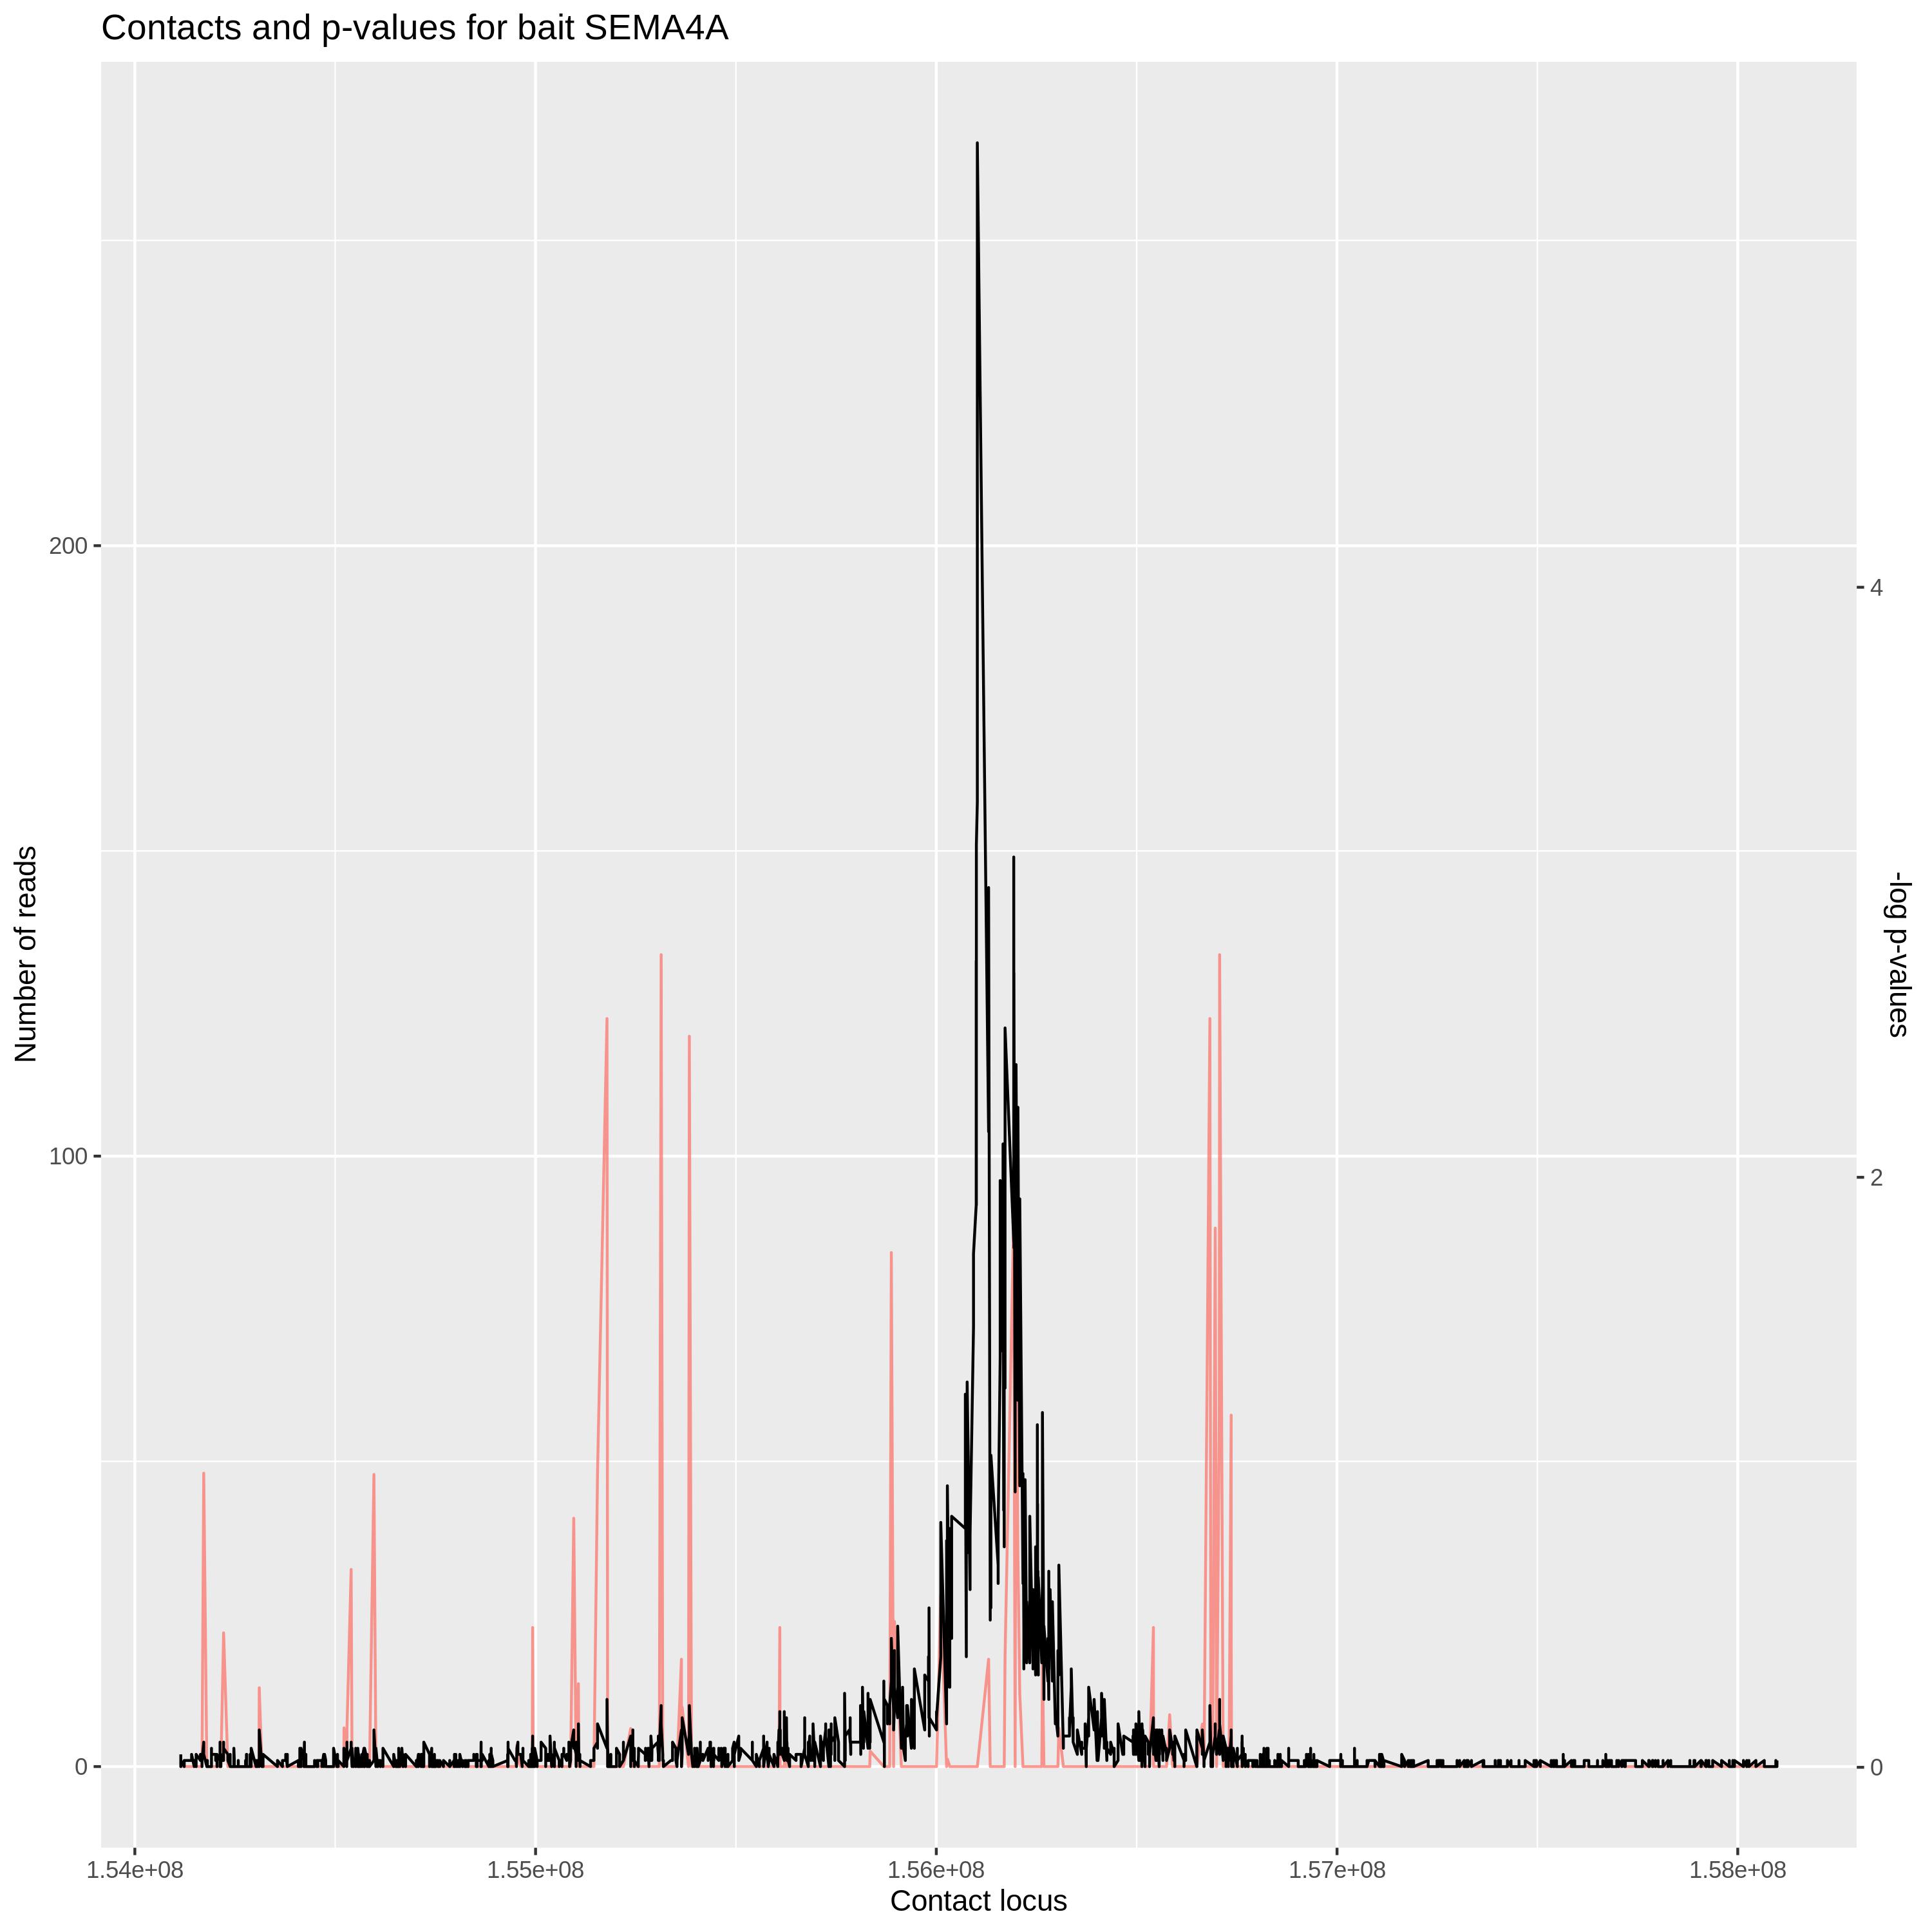 Contacts and p-values for bait SEMA4A
200
100
0
Number of reads
4
2
0
-log p-values
1.54e+08 1.55e+08 1.56e+08 1.57e+08 1.58e+08
Contact locus